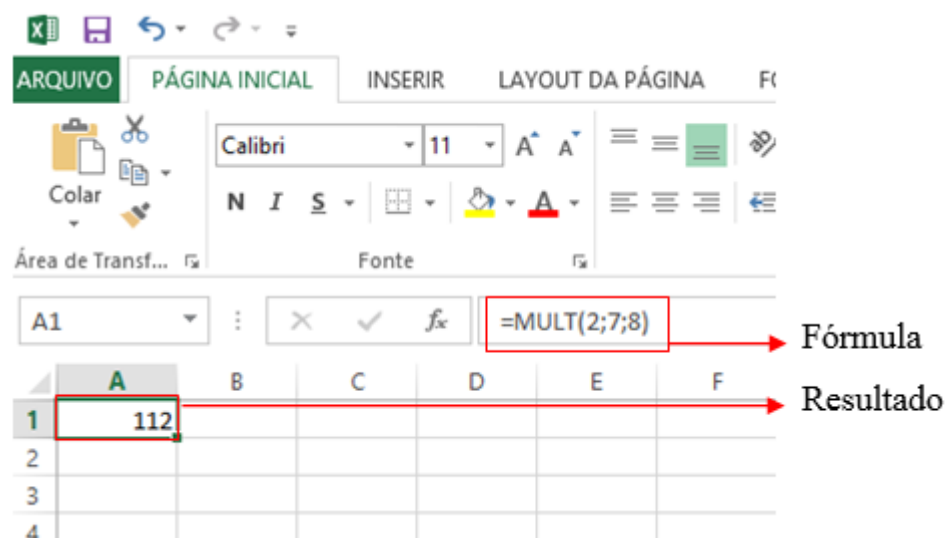 ARQUIVO PÁGINA INICIAL INSERIR LAYOUT DA PÁGINA
Colar
Calibri 11 A A
N I S A
Área de Transf... Fonte
A1 fx =MULT(2;7;8)
Fórmula
A B C D E F
Resultado
1 112
2
3
4